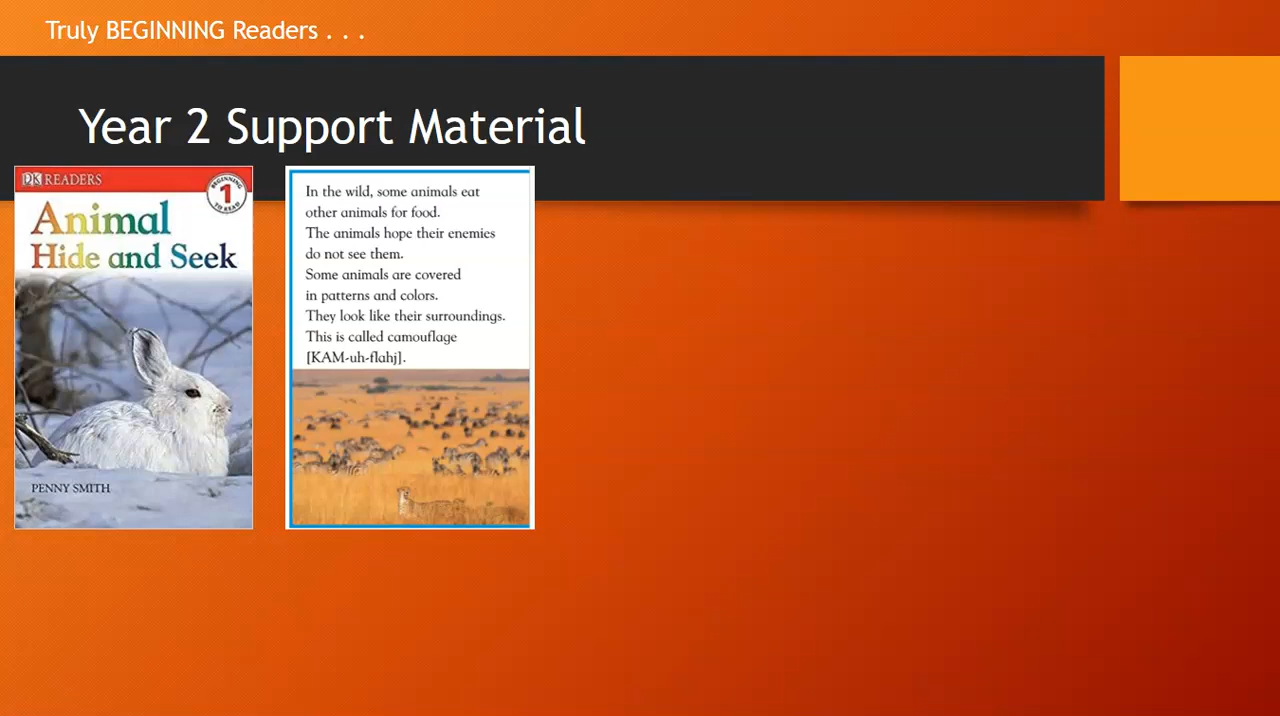 Truly BEGINNING Readers . . .
Year 2 Support Material
DK READERS
BEGINNING
1
TO READ
Animal
Hide and Seek
PENNY SMITH
In the wild, some animals eat
other animals for food.
The animals hope their enemies
do not see them.
Some animals are covered
in patterns and colors.
They look like their surroundings.
This is called camouflage
[KAM-uh-flahj].